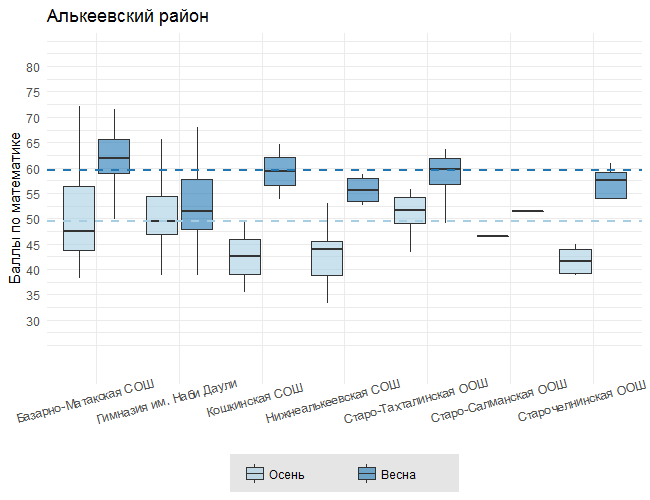 Алькеевский район
Баллы по математике
80
75
70
65
60
55
50
45
40
35
30
Базарно-Матакская СОШ
Гимназия им. Наби Даули
Кошкинская СОШ
Нижнеалькеевская СОШ
Старо-Тахталинская ООШ
Старо-Салманская ООШ
Старочелнинская ООШ
Осень
Весна